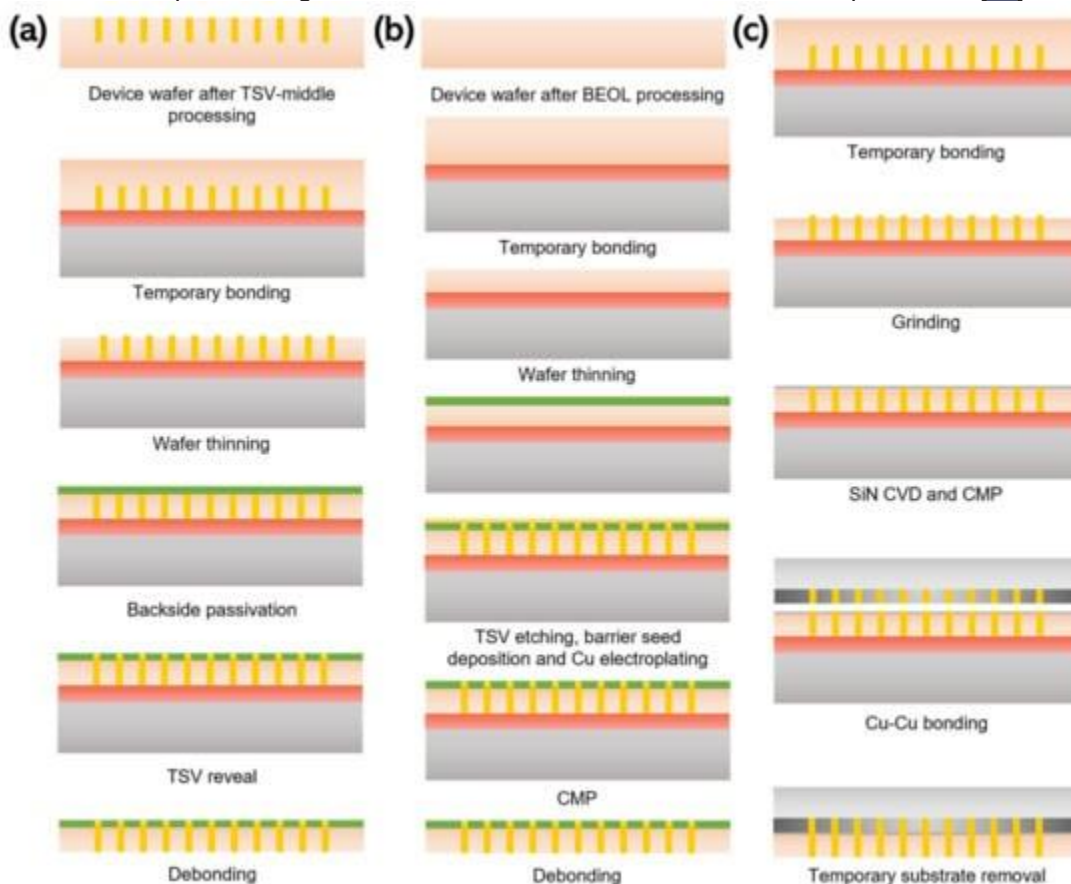 (a)
Device wafer after TSV-middle
processing
Temporary bonding
Wafer thinning
Backside passivation
TSV reveal
Debonding
(b)
Device wafer after BEOL processing
Temporary bonding
Wafer thinning
TSV etching, barrier seed
deposition and Cu electroplating
CMP
Debonding
(c)
Temporary bonding
Grinding
SiN CVD and CMP
Cu-Cu bonding
Temporary substrate removal